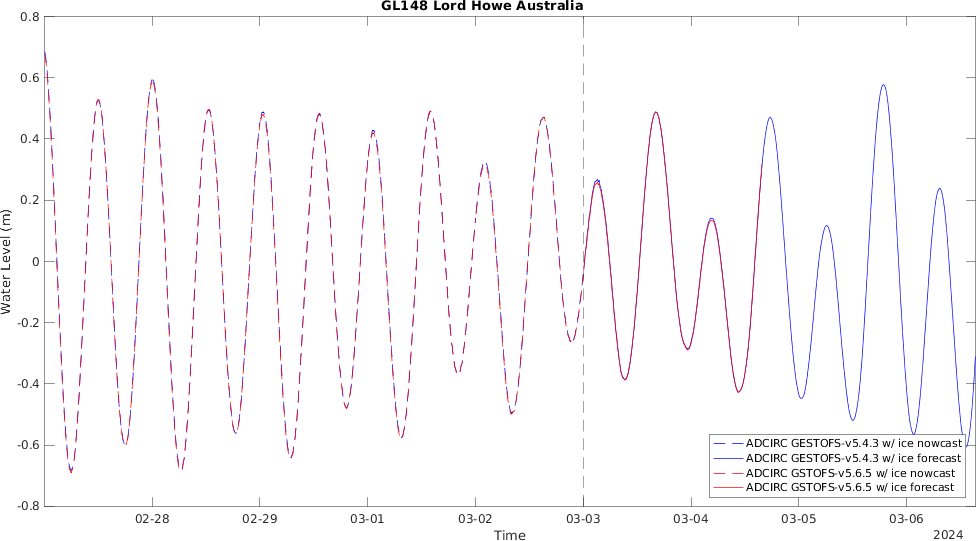 GL148 Lord Howe Australia
0.8
0.6
0.4
0.2
0
-0.2
-0.4
-0.6
-0.8
Water Level (m)
02-28 02-29 03-01 03-02 03-03 03-04 03-05 03-06
Time
2024
ADCIRC GESTOFS-v5.4.3 w/ ice nowcast
ADCIRC GESTOFS-v5.4.3 w/ ice forecast
ADCIRC GSTOFS-v5.6.5 w/ ice nowcast
ADCIRC GSTOFS-v5.6.5 w/ ice forecast